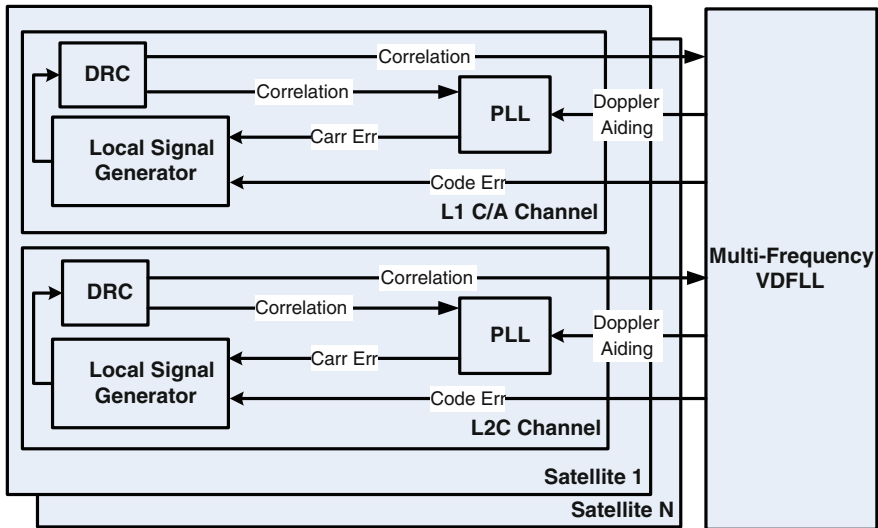 Correlation
DRC
Correlation
PLL
Doppler
Aiding
Carr Err
Local Signal
Generator
Code Err
L1 C/A Channel
Correlation
DRC
Correlation
PLL
Doppler
Aiding
Carr Err
Local Signal
Generator
Code Err
L2C Channel
Satellite 1
Satellite N
Multi-Frequency
VDFLL